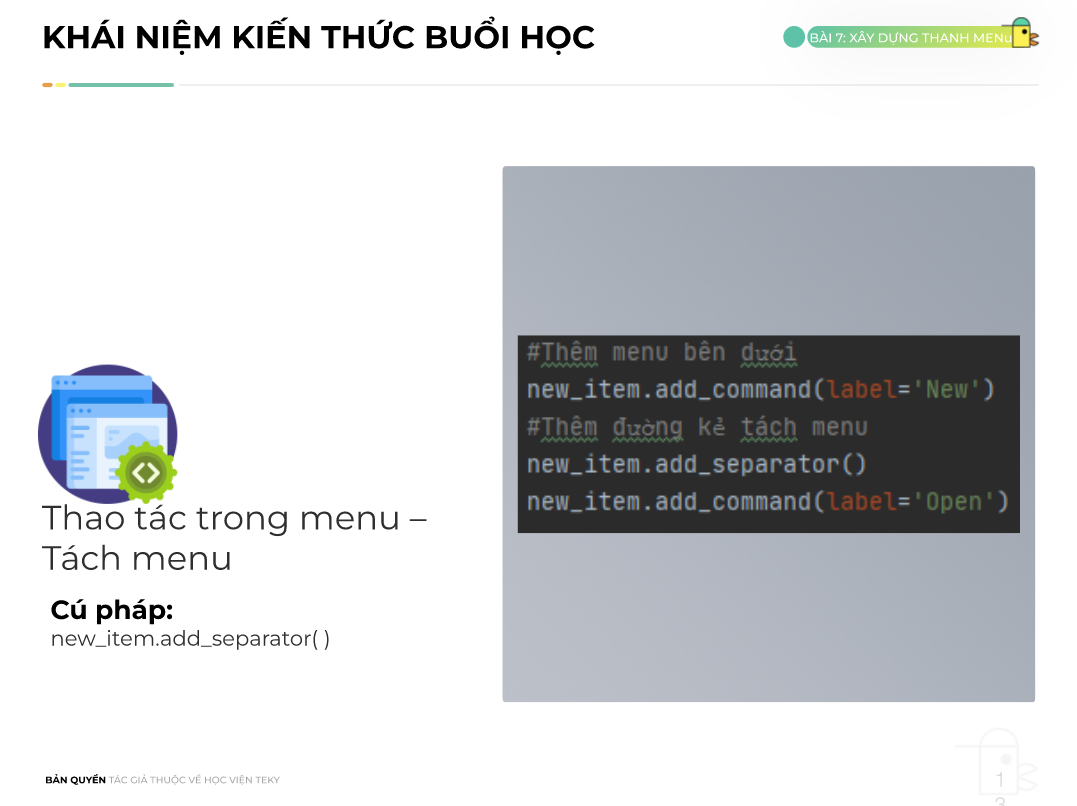 KHÁI NIỆM KIẾN THỨC BUỔI HỌC
BÀI 7: XÂY DỰNG THANH MENU
#Thêm menu bên dưới
new_item.add_command(label='New')
#Thêm đường kẻ tách menu
new_item.add_separator()
new_item.add_command(label='Open')
Thao tác trong menu –
Tách menu
Cú pháp:
new_item.add_separator( )
BẢN QUYỀN TÁC GIẢ THUỘC VỀ HỌC VIỆN TEKY
1
3